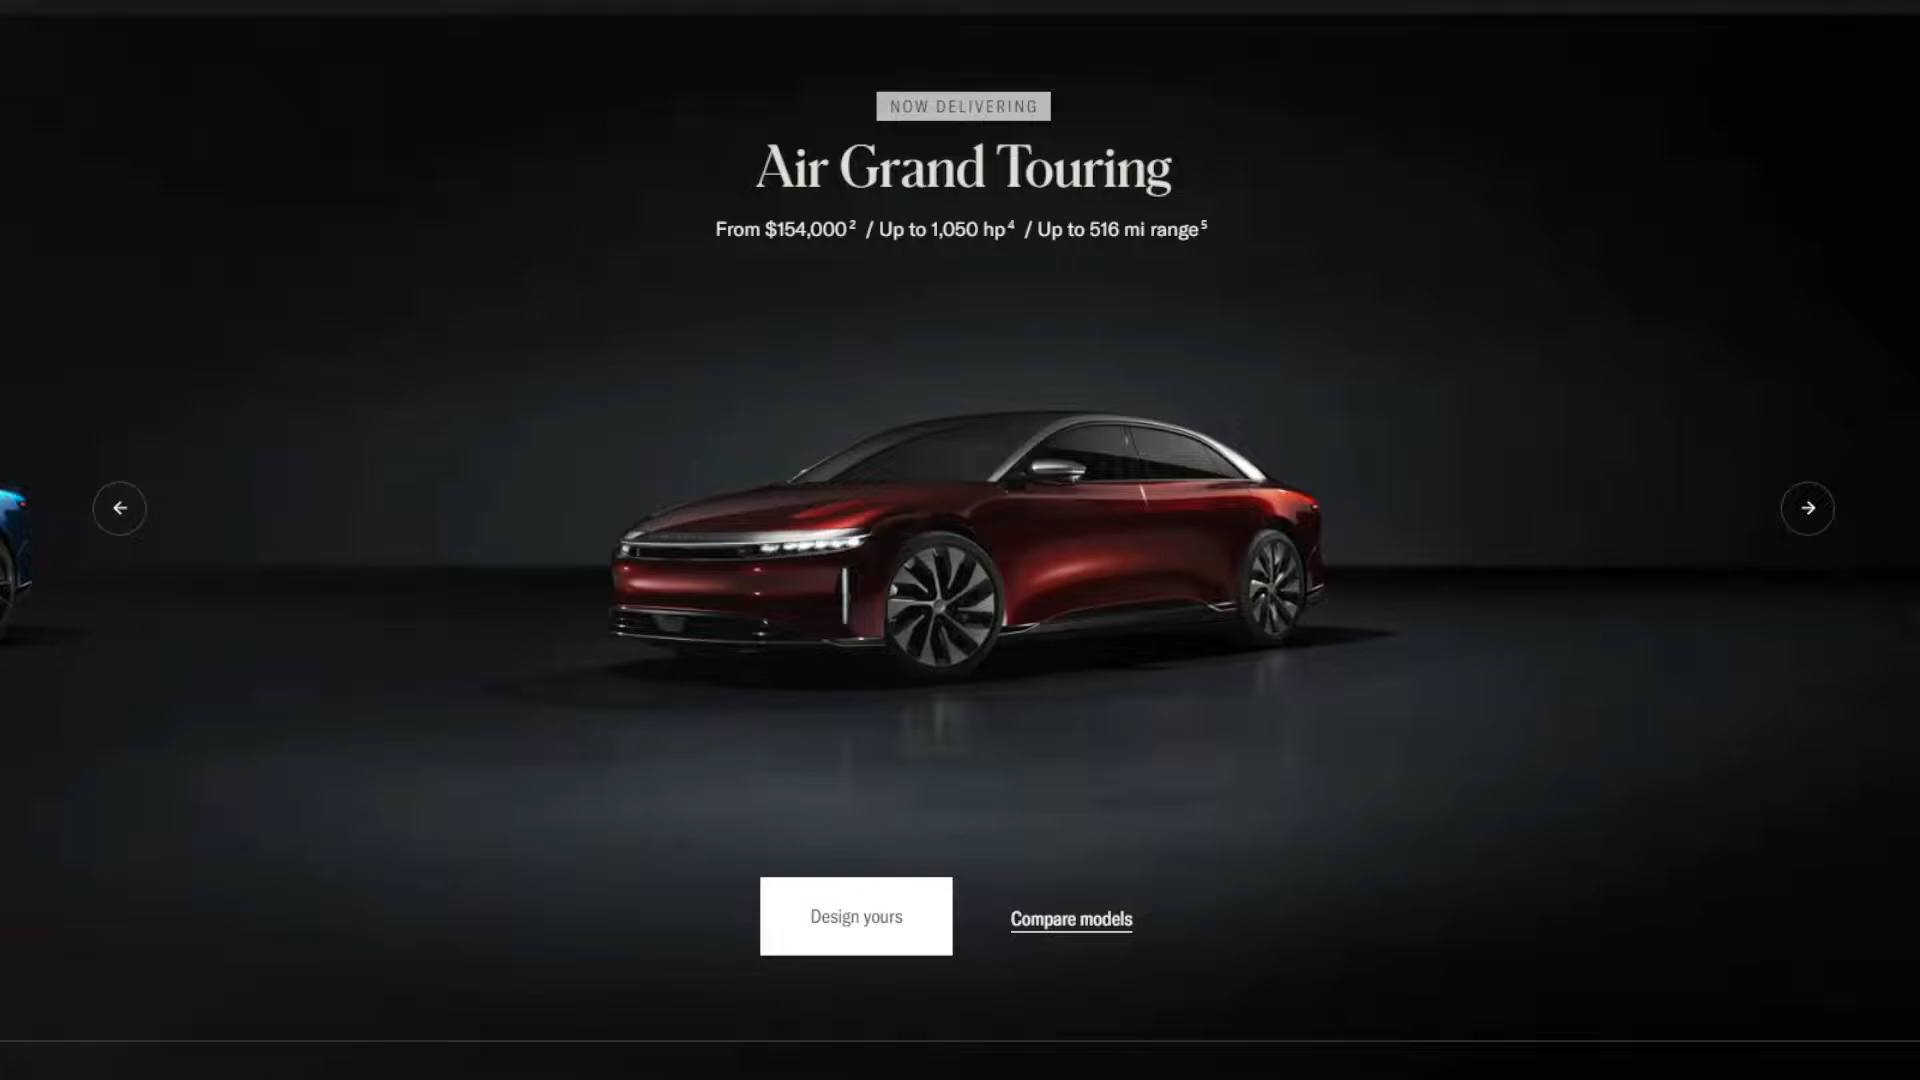 NOW DELIVERING
Air Grand Touring
From $154,000² / Up to 1,050 hp⁴ / Up to 516 mi range⁵
Design yours
Compare models